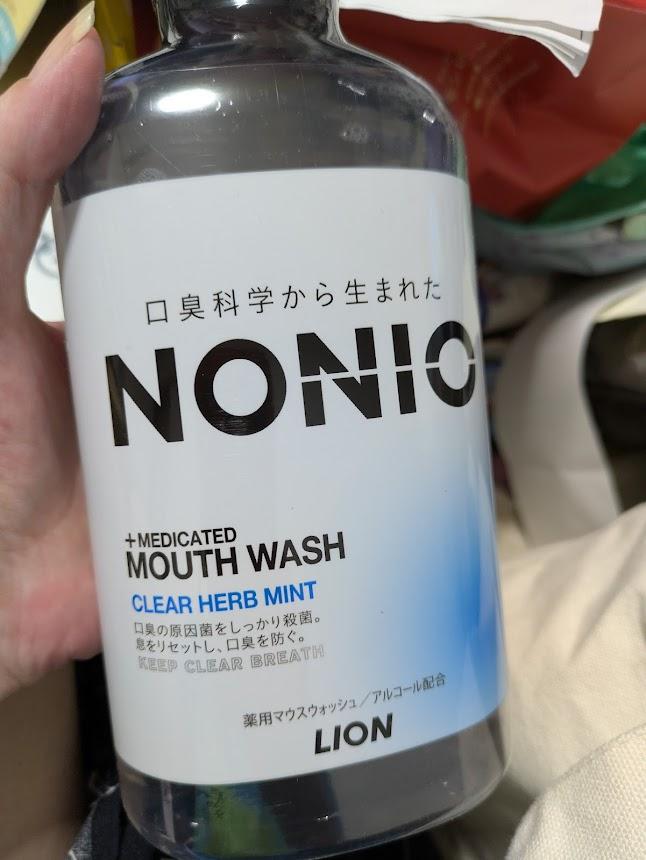 口臭科学から生まれた
NONIO
+MEDICATED
MOUTH WASH
CLEAR HERB MINT
口臭の原因菌をしっかり殺菌。
息をリセットし、口臭を防ぐ。
KEEP CLEAR BREATH
薬用マウスウォッシュ/アルコール配合
LION